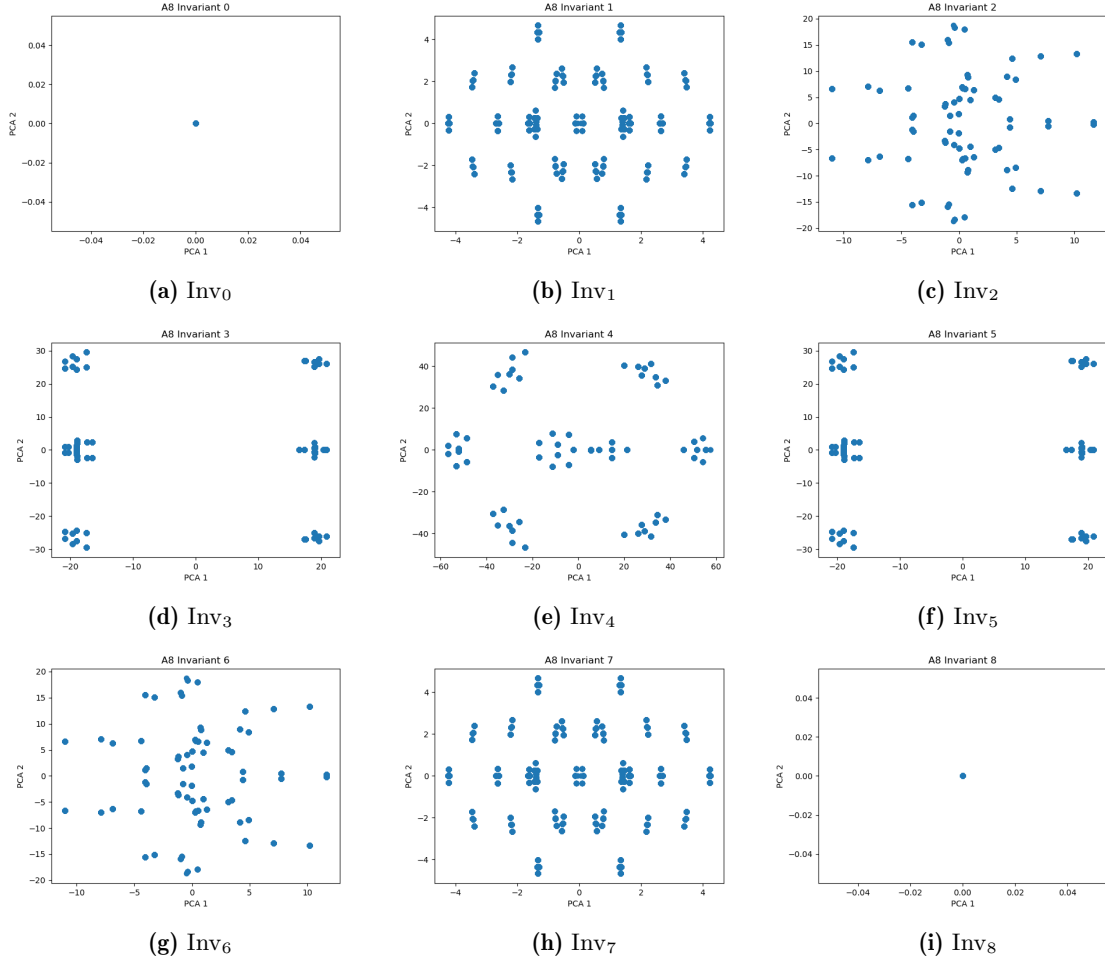 A8 Invariant 0
0.04
0.02
0.00
−0.02
−0.04
PCA 2
−0.04 −0.02 0.00 0.02 0.04
PCA 1
(a) Inv0
A8 Invariant 1
4
2
0
−2
−4
PCA 2
−4 −2 0 2 4
PCA 1
(b) Inv1
A8 Invariant 2
20
15
10
5
0
−5
−10
−15
−20
PCA 2
−10 −5 0 5 10
PCA 1
(c) Inv2
A8 Invariant 3
30
20
10
0
−10
−20
−30
PCA 2
−20 −10 0 10 20
PCA 1
(d) Inv3
A8 Invariant 4
40
20
0
−20
−40
PCA 2
−60 −40 −20 0 20 40 60
PCA 1
(e) Inv4
A8 Invariant 5
30
20
10
0
−10
−20
−30
PCA 2
−20 −10 0 10 20
PCA 1
(f) Inv5
A8 Invariant 6
20
15
10
5
0
−5
−10
−15
−20
PCA 2
−10 −5 0 5 10
PCA 1
(g) Inv6
A8 Invariant 7
4
2
0
−2
−4
PCA 2
−4 −2 0 2 4
PCA 1
(h) Inv7
A8 Invariant 8
0.04
0.02
0.00
−0.02
−0.04
PCA 2
−0.04 −0.02 0.00 0.02 0.04
PCA 1
(i) Inv8